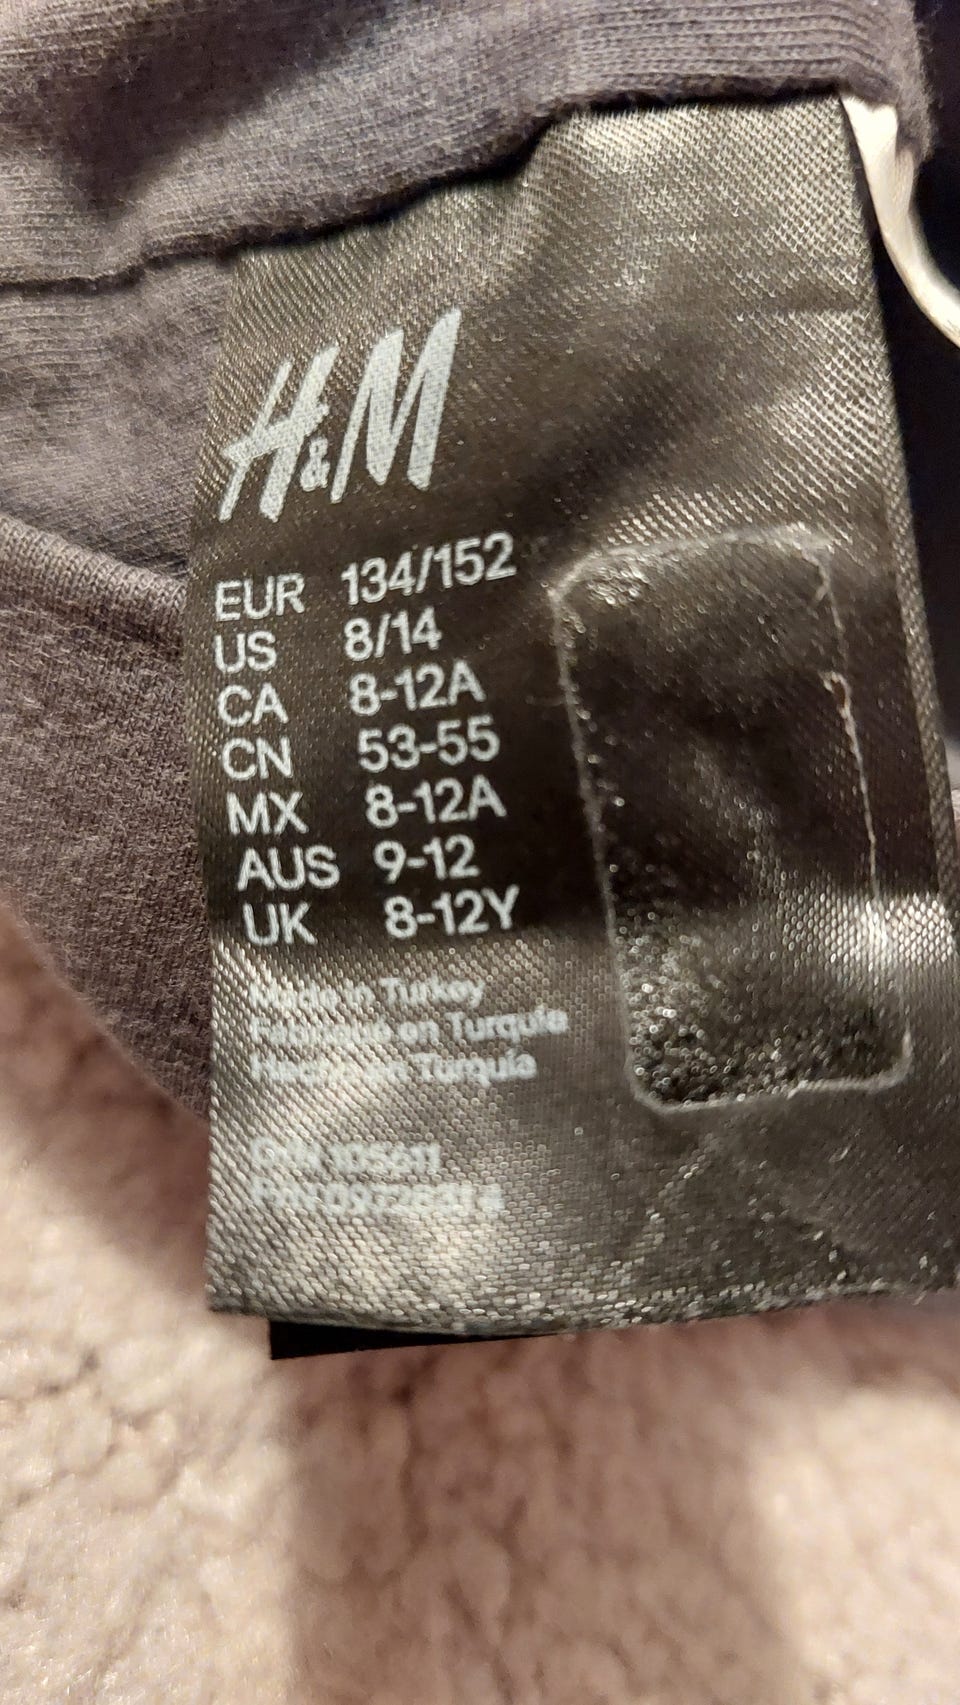 H&M
EUR 134/152
US 8/14
CA 8-12A
CN 53-55
MX 8-12A
AUS 9-12
UK 8-12Y
Made in Turkey
Fabriqué en Turquie
Hecho en Turquía